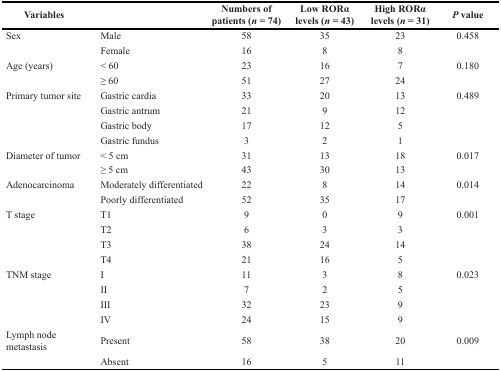 Variables Numbers of patients (n = 74) Low RORα levels (n = 43) High RORα levels (n = 31) P value
Sex Male 58 35 23 0.458
Female 16 8 8
Age (years) < 60 23 16 7 0.180
≥ 60 51 27 24
Primary tumor site Gastric cardia 33 20 13 0.489
Gastric antrum 21 9 12
Gastric body 17 12 5
Gastric fundus 3 2 1
Diameter of tumor < 5 cm 31 13 18 0.017
≥ 5 cm 43 30 13
Adenocarcinoma Moderately differentiated 22 8 14 0.014
Poorly differentiated 52 35 17
T stage T1 9 0 9 0.001
T2 6 3 3
T3 38 24 14
T4 21 16 5
TNM stage I 11 3 8 0.023
II 7 2 5
III 32 23 9
IV 24 15 9
Lymph node metastasis Present 58 38 20 0.009
Absent 16 5 11